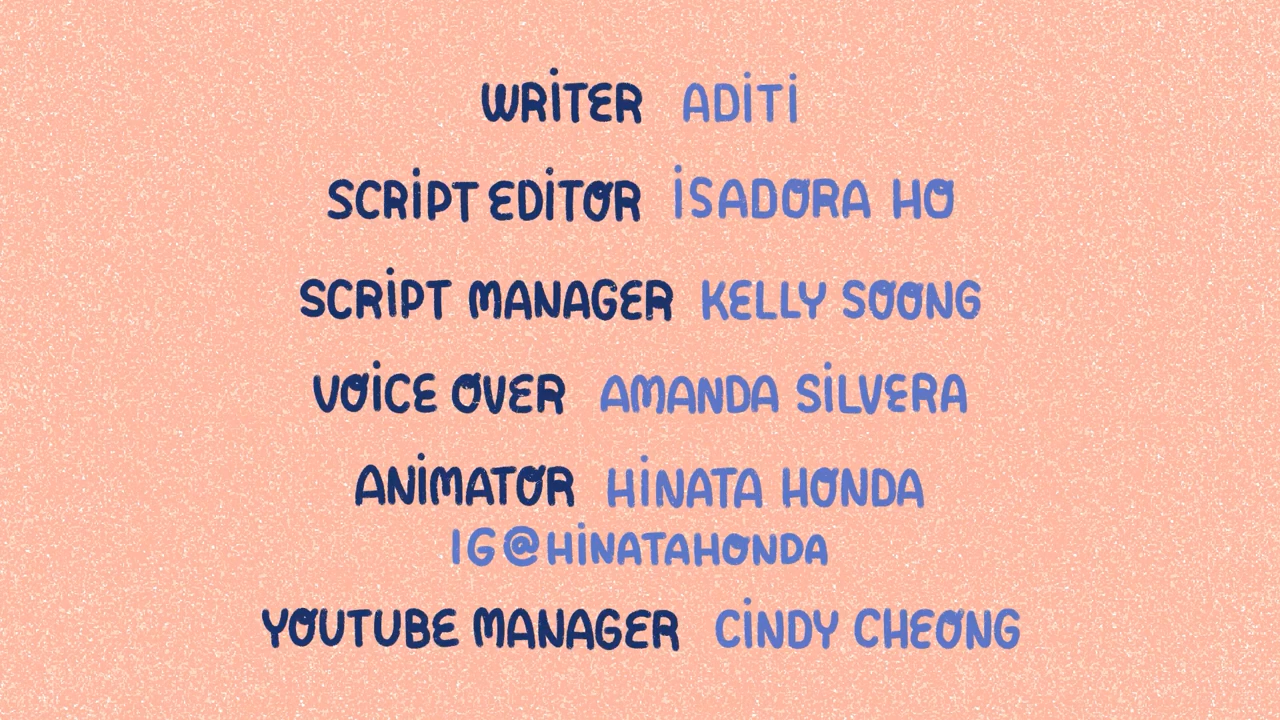 WRITER ADITI
SCRIPT EDITOR ISADORA HO
SCRIPT MANAGER KELLY SOONG
VOICE OVER AMANDA SILVERA
ANIMATOR HINATA HONDA
IG@HINATAHONDA
YOUTUBE MANAGER CINDY CHEONG